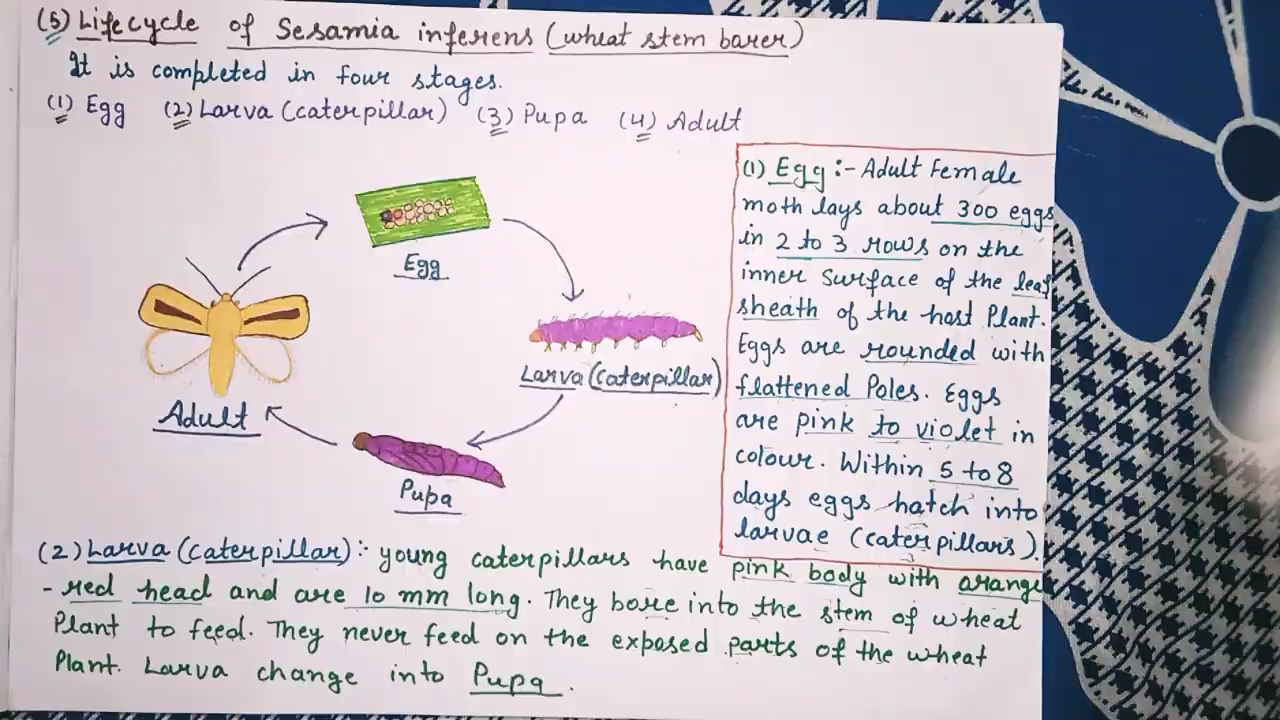 (5) Lifecycle of Sesamia inferens (wheat stem barer)
It is completed in four stages.
(1) Egg (2) Larva (caterpillar) (3) Pupa (4) Adult
Egg
Larva (caterpillar)
Adult
Pupa
(1) Egg :- Adult Female
moth lays about 300 eggs
in 2 to 3 rows on the
inner surface of the leaf
sheath of the host Plant.
Eggs are rounded with
flattened Poles. Eggs
are pink to violet in
colour. Within 5 to 8
days eggs hatch into
larvae (caterpillars).
(2) Larva (caterpillar) :- young caterpillars have pink body with orange
- red head and are 10 mm long. They bore into the stem of wheat
Plant to feed. They never feed on the exposed parts of the wheat
Plant. Larva change into Pupa.